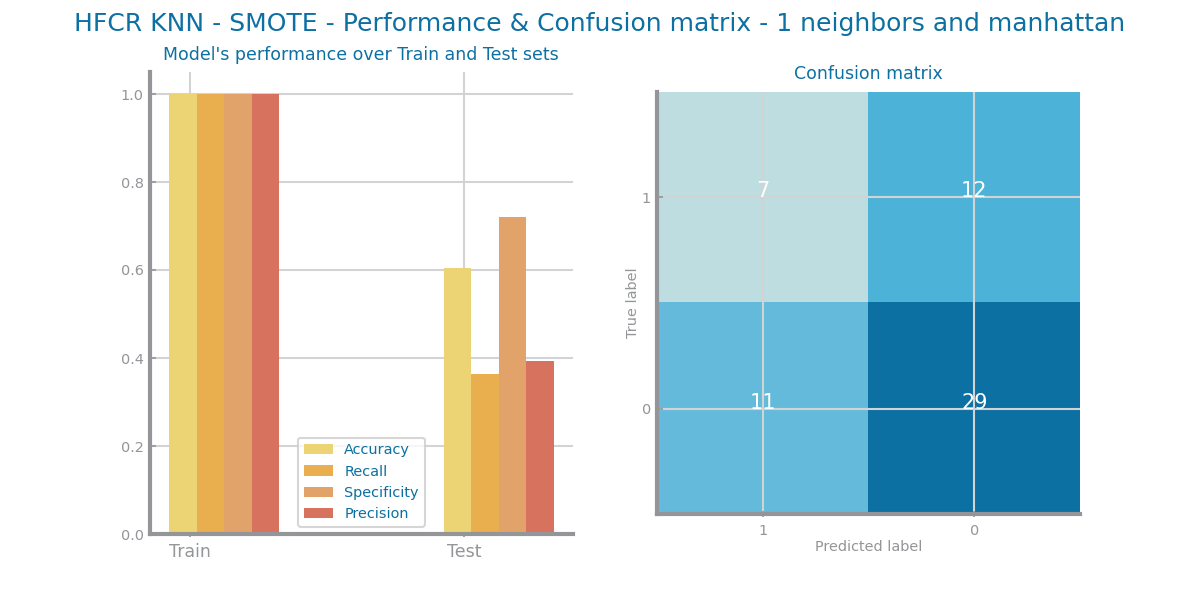 HFCR KNN - SMOTE - Performance & Confusion matrix - 1 neighbors and manhattan
Model's performance over Train and Test sets
1.0
0.8
0.6
0.4
0.2
0.0
Accuracy
Recall
Specificity
Precision
Train
Test
Confusion matrix
True label
1
0
7
12
11
29
1
0
Predicted label